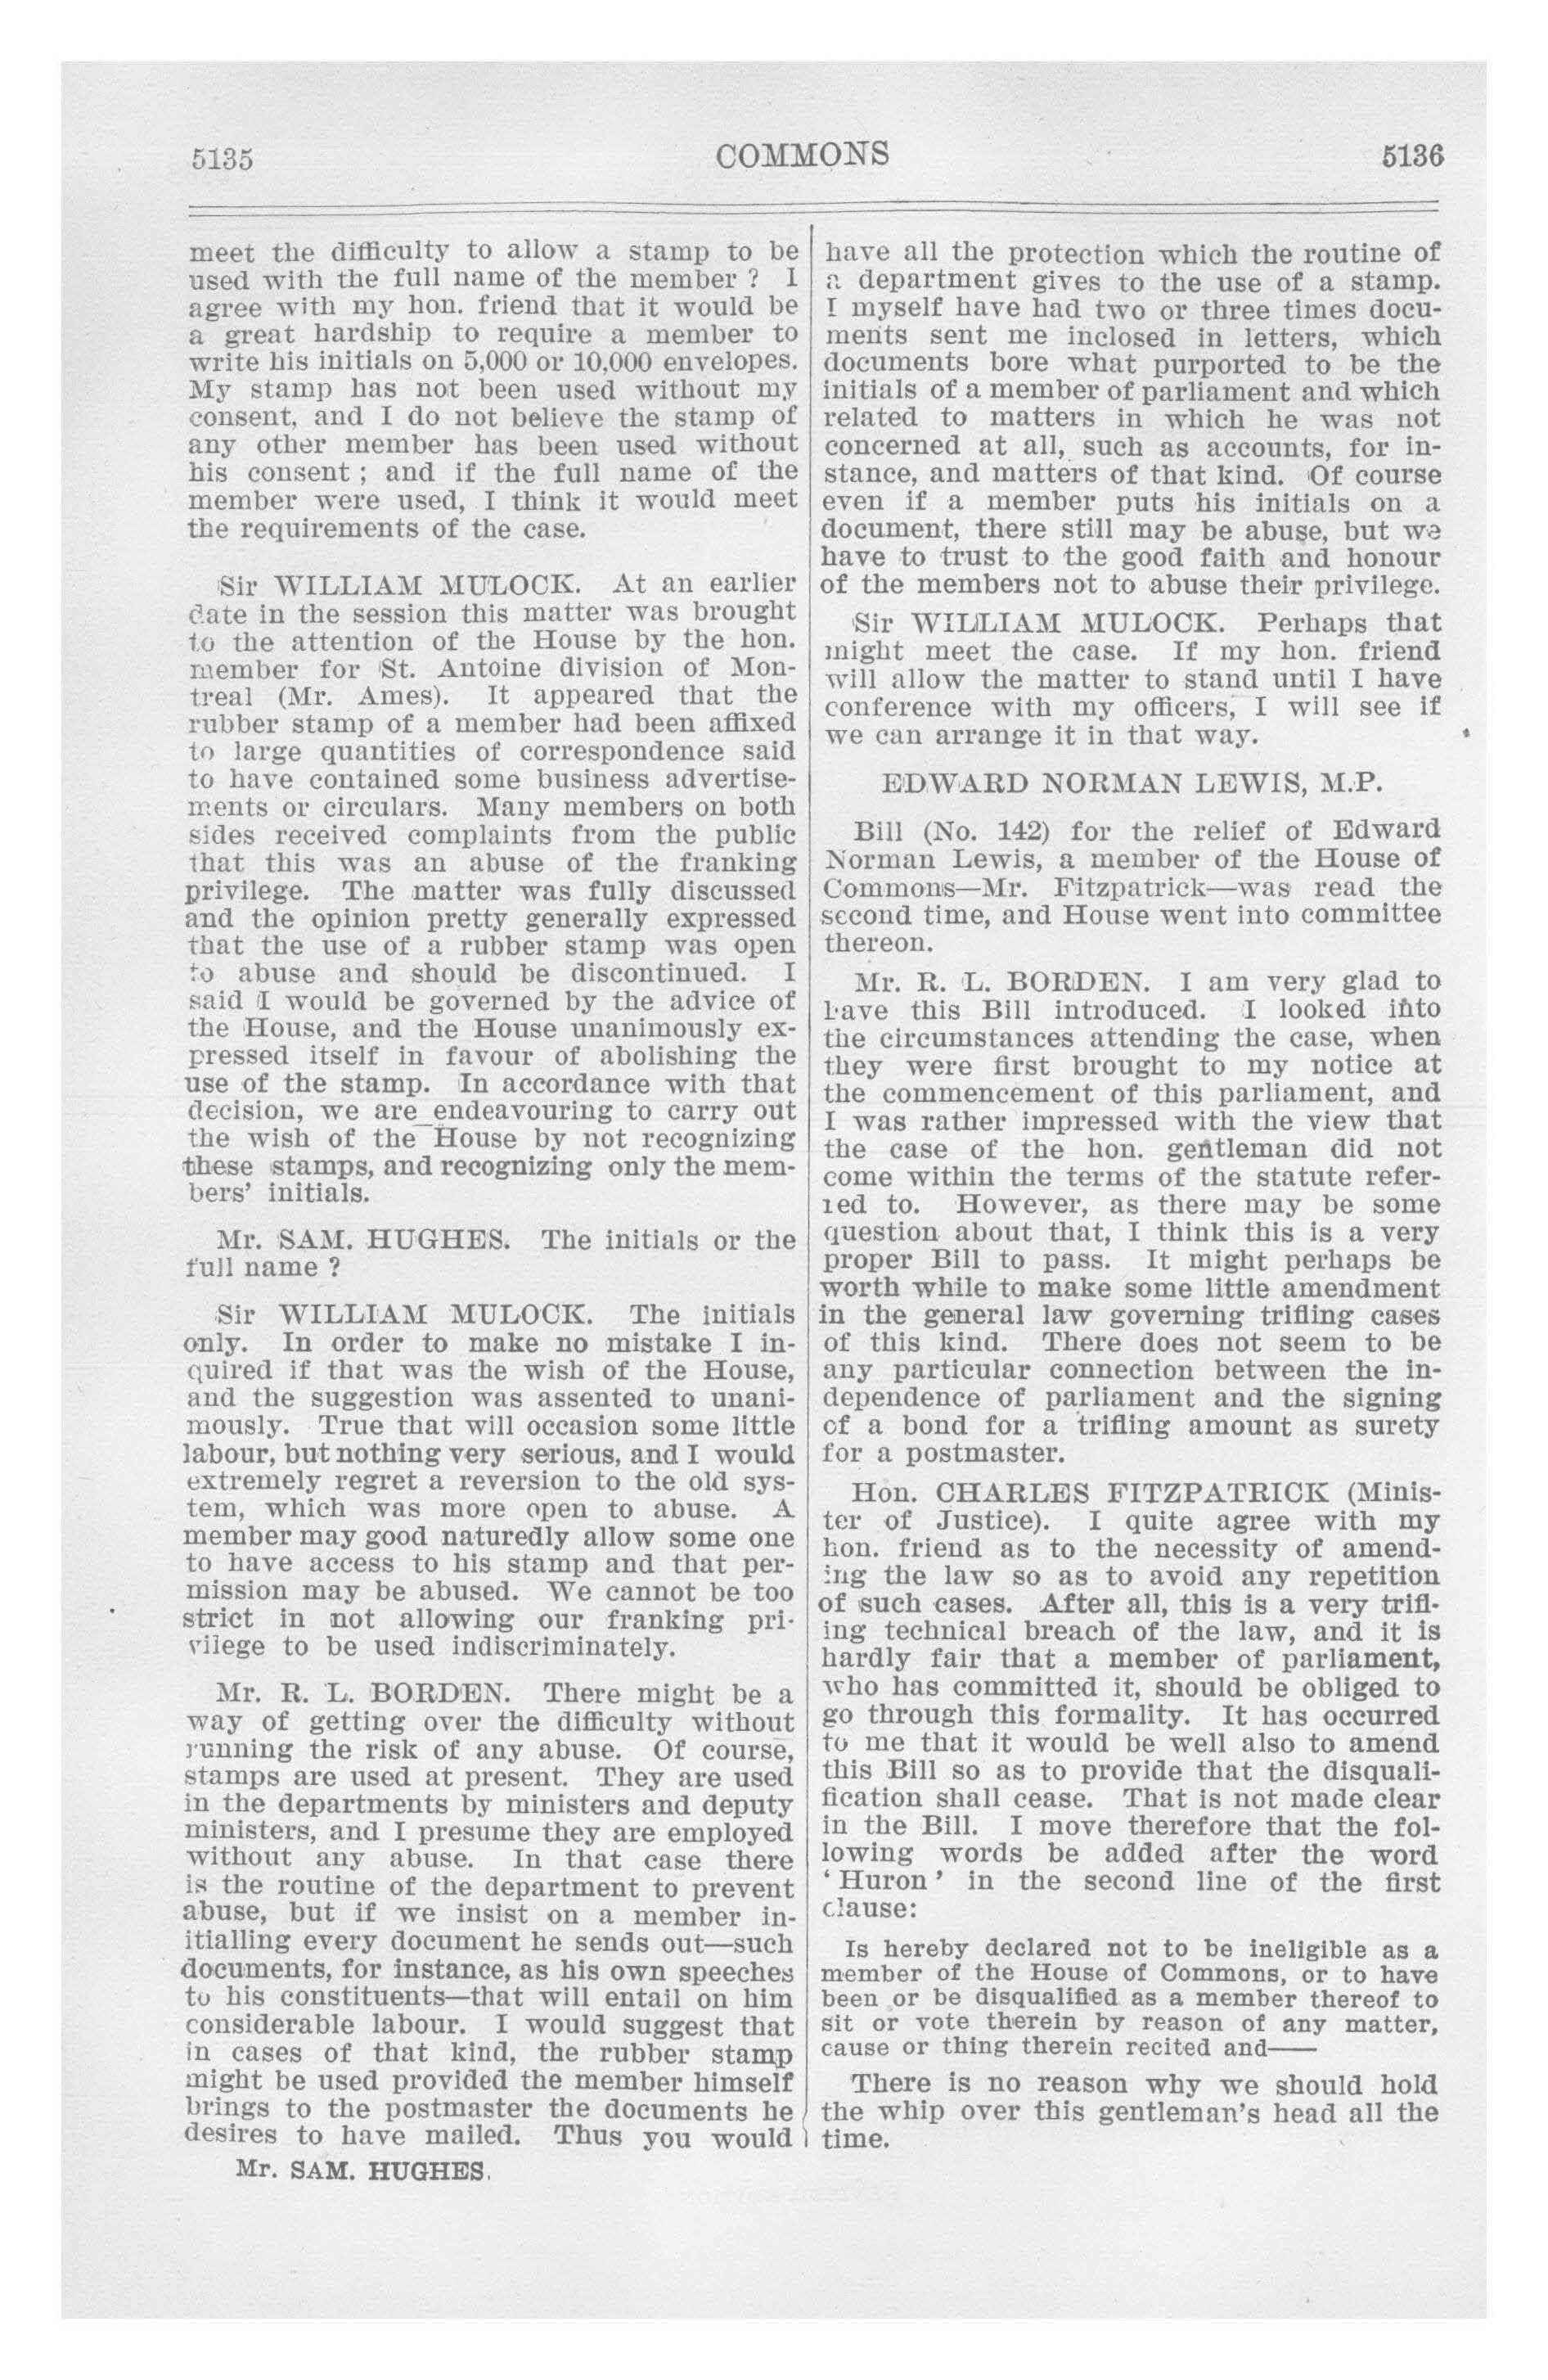 5135
COMMONS
5136
meet the difficulty to allow a stamp to be
used with the full name of the member ? I
agree with my hon. friend that it would be
a great hardship to require a member to
write his initials on 5,000 or 10,000 envelopes.
My stamp has not been used without my
consent, and I do not believe the stamp of
any other member has been used without
his consent ; and if the full name of the
member were used, I think it would meet
the requirements of the case.
Sir WILLIAM MULOCK. At an earlier
date in the session this matter was brought
to the attention of the House by the hon.
member for St. Antoine division of Mon-
treal (Mr. Ames). It appeared that the
rubber stamp of a member had been affixed
to large quantities of correspondence said
to have contained some business advertise-
ments or circulars. Many members on both
sides received complaints from the public
that this was an abuse of the franking
privilege. The matter was fully discussed
and the opinion pretty generally expressed
that the use of a rubber stamp was open
to abuse and should be discontinued. I
said I would be governed by the advice of
the House, and the House unanimously ex-
pressed itself in favour of abolishing the
use of the stamp. In accordance with that
decision, we are endeavouring to carry out
the wish of the House by not recognizing
these stamps, and recognizing only the mem-
bers' initials.
Mr. SAM. HUGHES. The initials or the
full name ?
Sir WILLIAM MULOCK. The initials
only. In order to make no mistake I in-
quired if that was the wish of the House,
and the suggestion was assented to unani-
mously. True that will occasion some little
labour, but nothing very serious, and I would
extremely regret a reversion to the old sys-
tem, which was more open to abuse. A
member may good naturedly allow some one
to have access to his stamp and that per-
mission may be abused. We cannot be too
strict in not allowing our franking pri-
vilege to be used indiscriminately.
Mr. R. L. BORDEN. There might be a
way of getting over the difficulty without
running the risk of any abuse. Of course,
stamps are used at present. They are used
in the departments by ministers and deputy
ministers, and I presume they are employed
without any abuse. In that case there
is the routine of the department to prevent
abuse, but if we insist on a member in-
itialling every document he sends out—such
documents, for instance, as his own speeches
to his constituents—that will entail on him
considerable labour. I would suggest that
in cases of that kind, the rubber stamp
might be used provided the member himself
brings to the postmaster the documents he
desires to have mailed. Thus you would
Mr. SAM. HUGHES.
have all the protection which the routine of
a department gives to the use of a stamp.
I myself have had two or three times docu-
ments sent me inclosed in letters, which
documents bore what purported to be the
initials of a member of parliament and which
related to matters in which he was not
concerned at all, such as accounts, for in-
stance, and matters of that kind. Of course
even if a member puts his initials on a
document, there still may be abuse, but we
have to trust to the good faith and honour
of the members not to abuse their privilege.
Sir WILLIAM MULOCK. Perhaps that
might meet the case. If my hon. friend
will allow the matter to stand until I have
conference with my officers, I will see if
we can arrange it in that way.
EDWARD NORMAN LEWIS, M.P.
Bill (No. 142) for the relief of Edward
Norman Lewis, a member of the House of
Commons—Mr. Fitzpatrick—was read the
second time, and House went into committee
thereon.
Mr. R. L. BORDEN. I am very glad to
have this Bill introduced. I looked into
the circumstances attending the case, when
they were first brought to my notice at
the commencement of this parliament, and
I was rather impressed with the view that
the case of the hon. gentleman did not
come within the terms of the statute refer-
red to. However, as there may be some
question about that, I think this is a very
proper Bill to pass. It might perhaps be
worth while to make some little amendment
in the general law governing trifling cases
of this kind. There does not seem to be
any particular connection between the in-
dependence of parliament and the signing
of a bond for a trifling amount as surety
for a postmaster.
Hon. CHARLES FITZPATRICK (Minis-
ter of Justice). I quite agree with my
hon. friend as to the necessity of amend-
ing the law so as to avoid any repetition
of such cases. After all, this is a very trifl-
ing technical breach of the law, and it is
hardly fair that a member of parliament,
who has committed it, should be obliged to
go through this formality. It has occurred
to me that it would be well also to amend
this Bill so as to provide that the disquali-
fication shall cease. That is not made clear
in the Bill. I move therefore that the fol-
lowing words be added after the word
' Huron ' in the second line of the first
clause:
Is hereby declared not to be ineligible as a
member of the House of Commons, or to have
been or be disqualified as a member thereof to
sit or vote therein by reason of any matter,
cause or thing therein recited and——
There is no reason why we should hold
the whip over this gentleman's head all the
time.